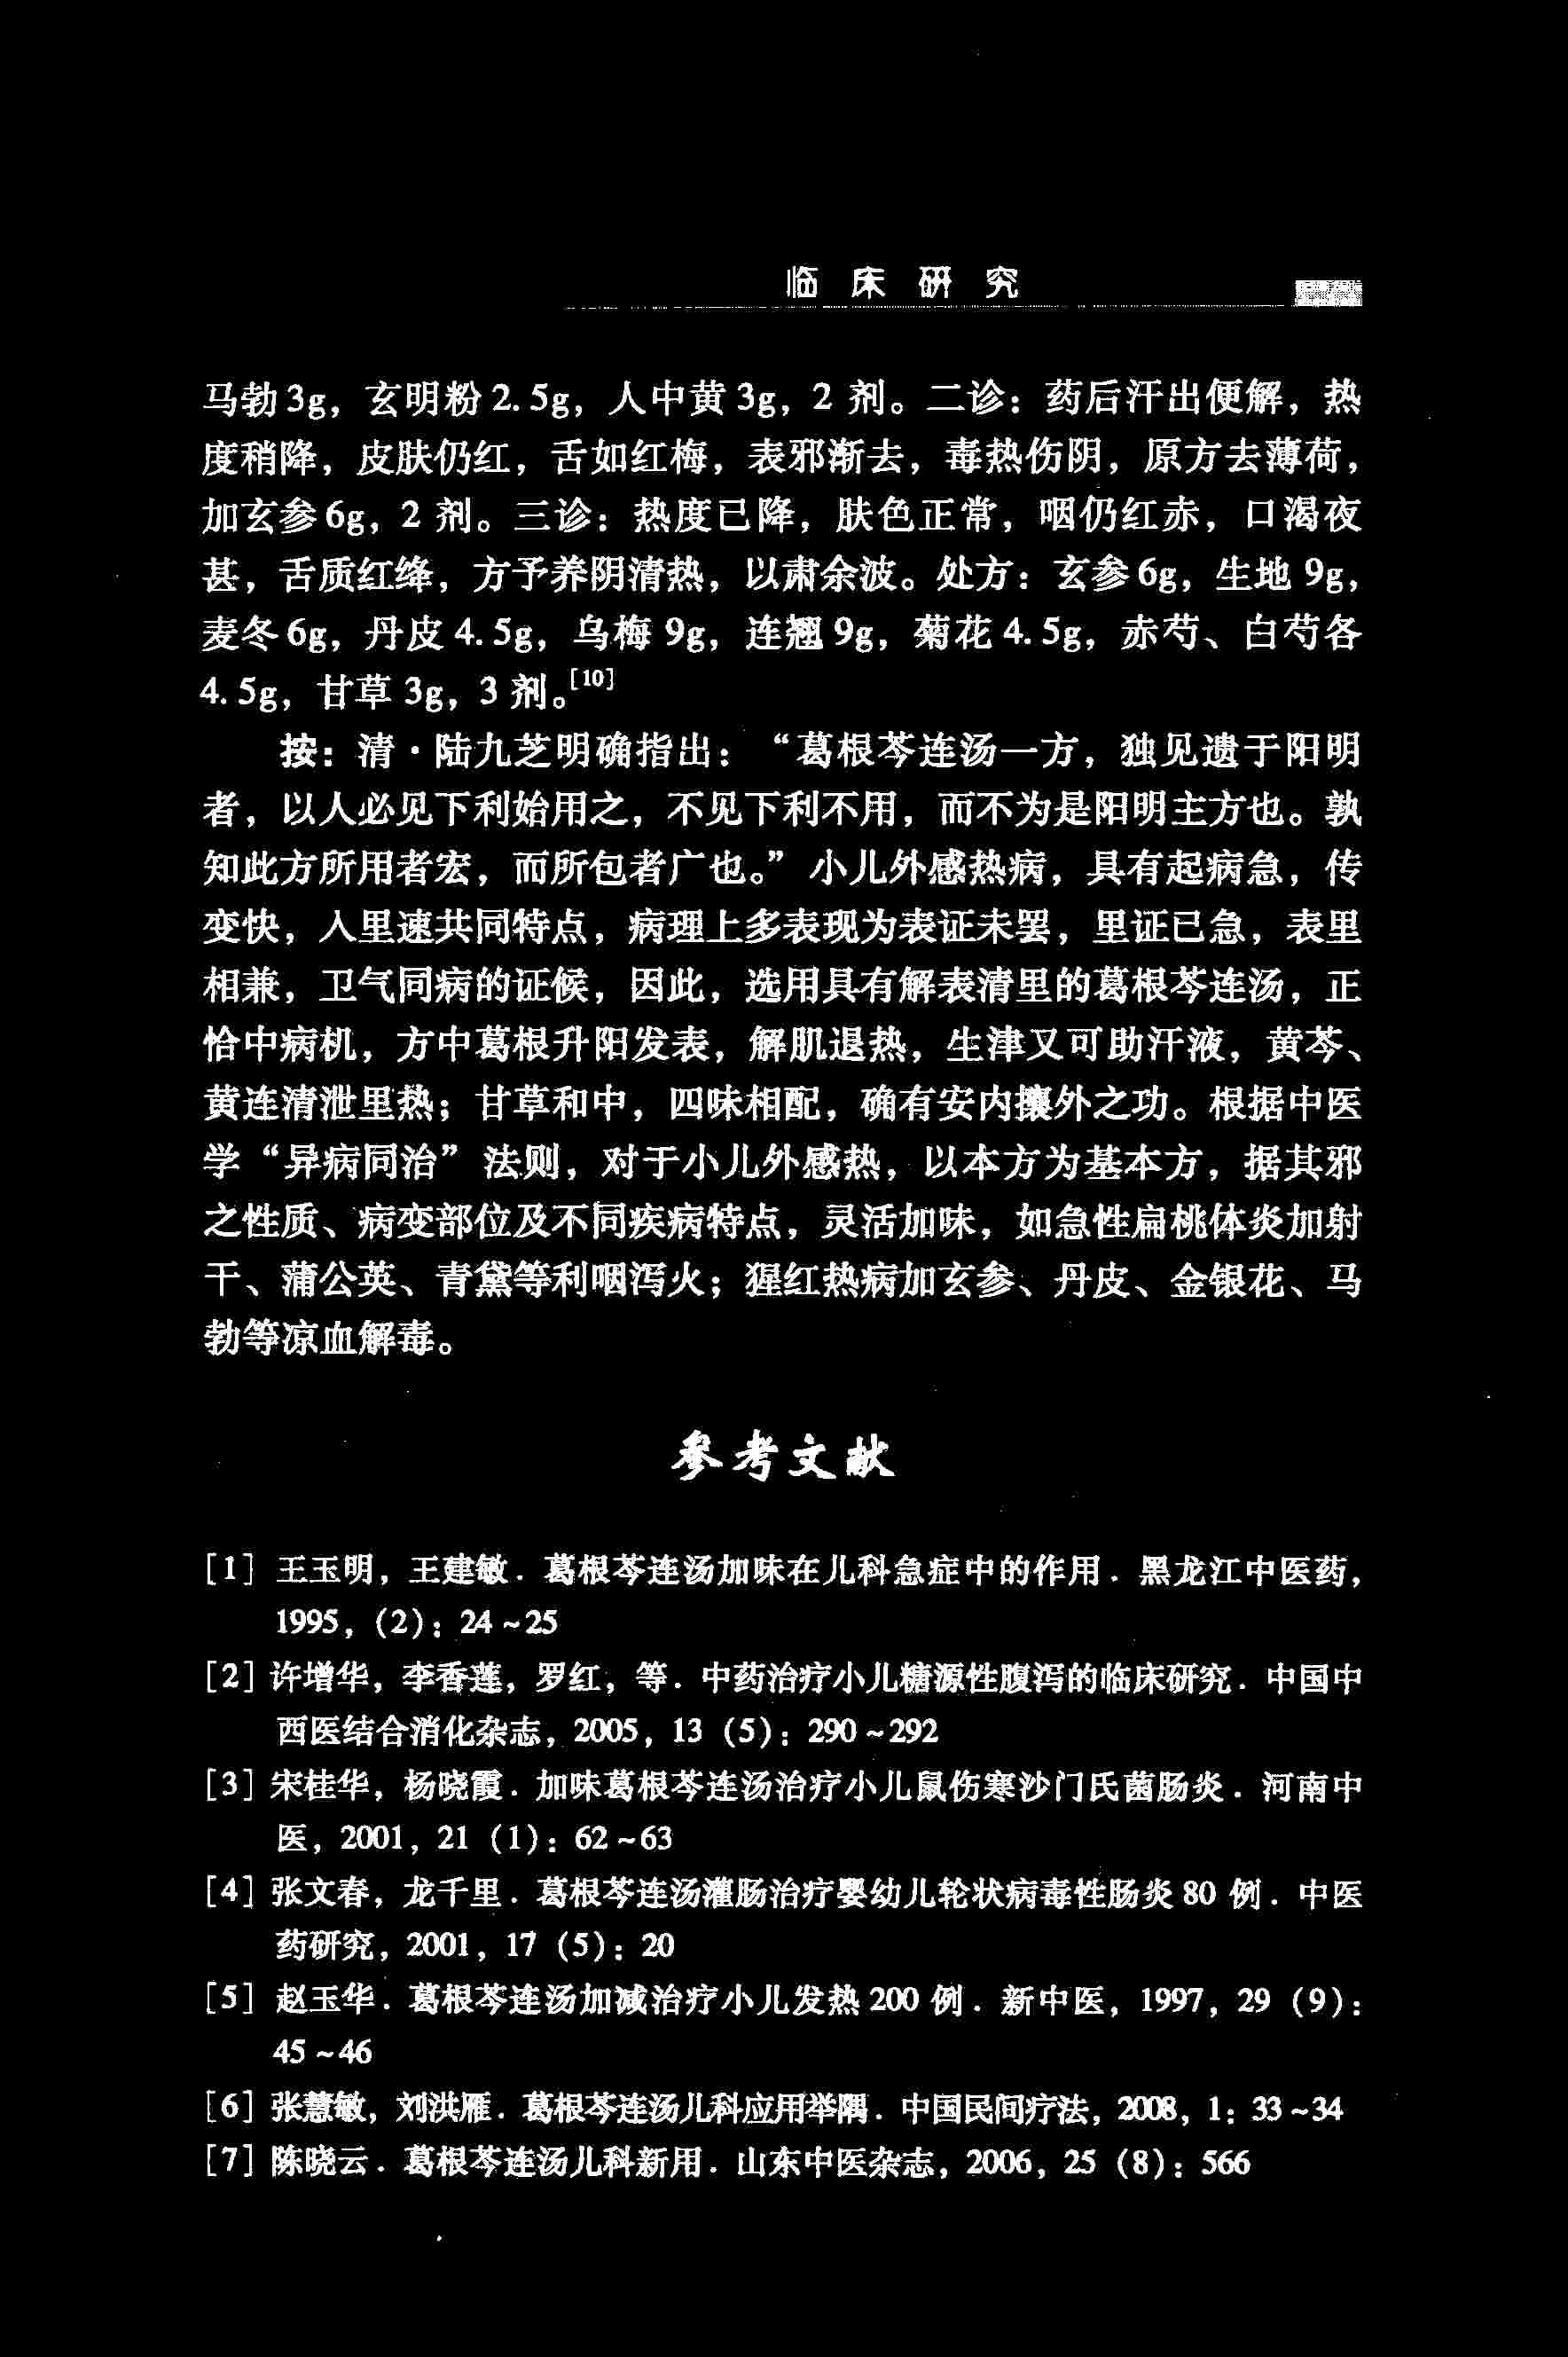 临床研究
马勃3g，玄明粉2.5g，人中黄3g，2 剂。二诊：药后汗出便解，热
度稍降，皮肤仍红，舌如红梅，表邪渐去，毒热伤阴，原方去薄荷，
加玄参6g，2 剂。三诊：热度已降，肤色正常，咽仍红赤，口渴夜
甚，舌质红绛，方予养阴清热，以肃余波。处方：玄参6g，生地9g，
麦冬6g，丹皮4.5g，乌梅9g，连翘9g，菊花4.5g，赤芍、白芍各
4.5g，甘草3g，3 剂。[10]
按：清·陆九芝明确指出：“葛根芩连汤一方，独见遗于阳明
者，以人必见下利始用之，不见下利不用，而不为是阳明主方也。孰
知此方所用者宏，而所包者广也。”小儿外感热病，具有起病急，传
变快，入里速共同特点，病理上多表现为表证未罢，里证已急，表里
相兼，卫气同病的证候，因此，选用具有解表清里的葛根芩连汤，正
恰中病机，方中葛根升阳发表，解肌退热，生津又可助汗液，黄芩、
黄连清泄里热；甘草和中，四味相配，确有安内攘外之功。根据中医
学“异病同治”法则，对于小儿外感热，以本方为基本方，据其邪
之性质、病变部位及不同疾病特点，灵活加味，如急性扁桃体炎加射
干、蒲公英、青黛等利咽泻火；猩红热病加玄参、丹皮、金银花、马
勃等凉血解毒。
参考文献
[1] 王玉明，王建敏．葛根芩连汤加味在儿科急症中的作用．黑龙江中医药，
1995，(2)：24~25
[2] 许增华，李香莲，罗红，等．中药治疗小儿糖源性腹泻的临床研究．中国中
西医结合消化杂志，2005，13 (5)：290~292
[3] 宋桂华，杨晓霞．加味葛根芩连汤治疗小儿鼠伤寒沙门氏菌肠炎．河南中
医，2001，21 (1)：62~63
[4] 张文春，龙千里．葛根芩连汤灌肠治疗婴幼儿轮状病毒性肠炎80 例．中医
药研究，2001，17 (5)：20
[5] 赵玉华．葛根芩连汤加减治疗小儿发热200 例．新中医，1997，29 (9)：
45~46
[6] 张慧敏，刘洪雁．葛根芩连汤儿科应用举隅．中国民间疗法，2008，1：33~34
[7] 陈晓云．葛根芩连汤儿科新用．山东中医杂志，2006，25 (8)：566